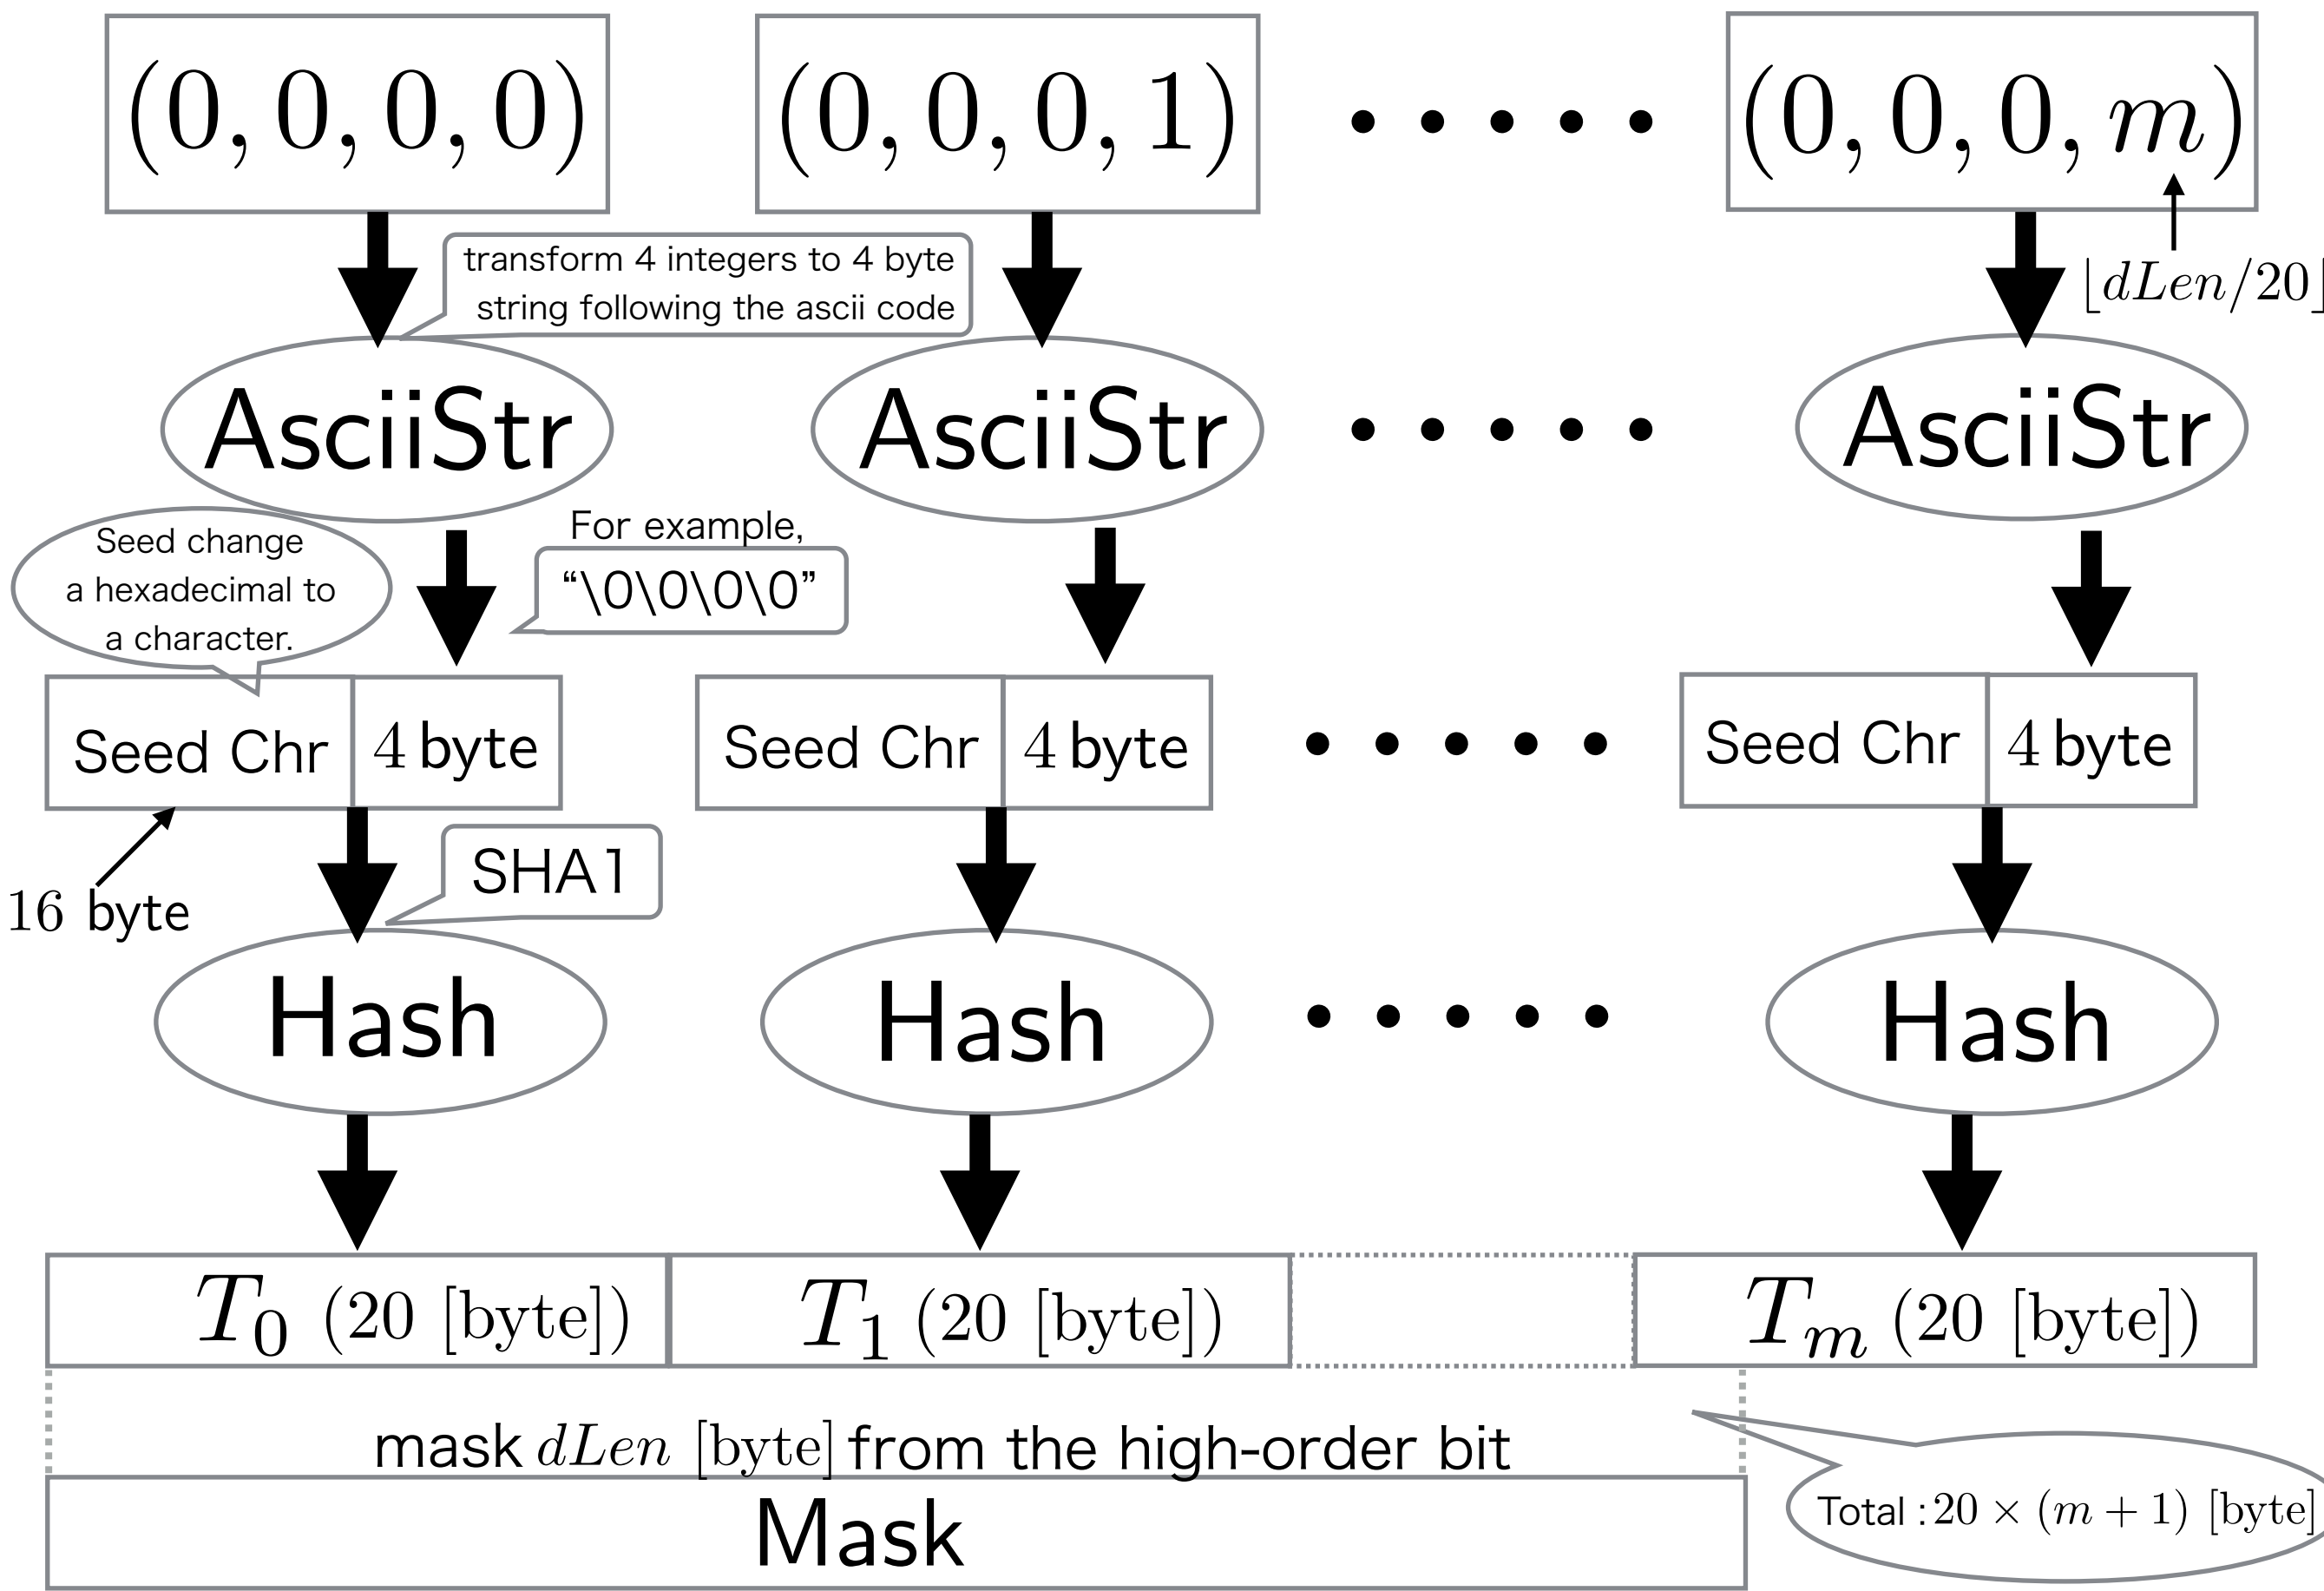 (0, 0, 0, 0)
(0, 0, 0, 1)
(0, 0, 0, m)
transform 4 integers to 4 byte
string following the ascii code
⌊dLen/20⌋
AsciiStr
AsciiStr
AsciiStr
Seed change
a hexadecimal to
a character.
For example,
“\0\0\0\0”
Seed Chr
4 byte
Seed Chr
4 byte
Seed Chr
4 byte
16 byte
SHA1
Hash
Hash
Hash
T₀ (20 [byte])
T₁ (20 [byte])
Tₘ (20 [byte])
mask dLen [byte] from the high-order bit
Total : 20 × (m + 1) [byte]
Mask